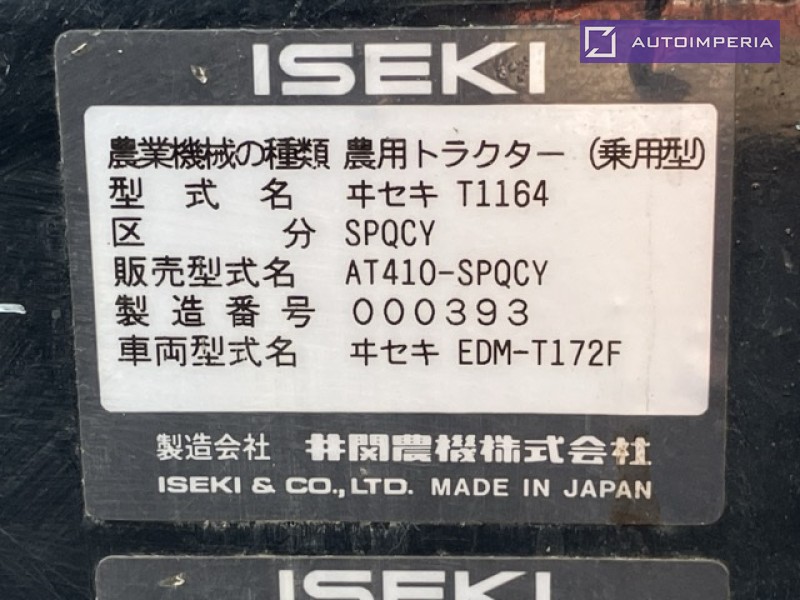 AUTOIMPERIA
ISEKI
農業機械の種類 農用トラクター (乗用型)
型式名 ヰセキ T1164
区分 SPQCY
販売型式名 AT410-SPQCY
製造番号 000393
車両型式名 ヰセキ EDM-T172F
製造会社 井関農機株式会社
ISEKI & CO.,LTD. MADE IN JAPAN
ISEKI